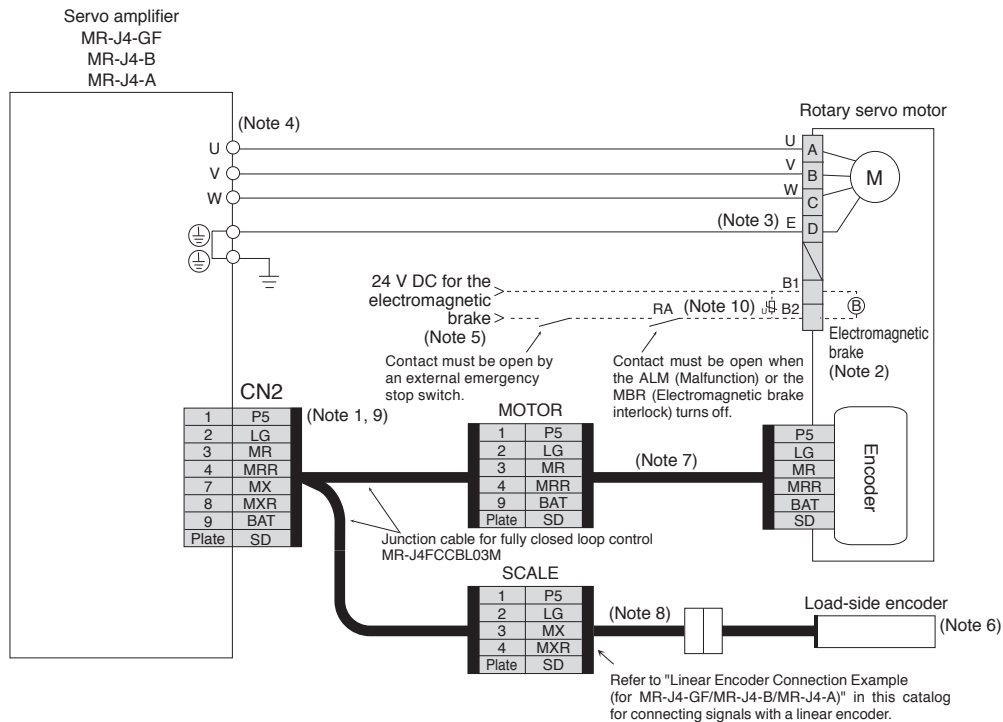 Servo amplifier
MR-J4-GF
MR-J4-B
MR-J4-A
Rotary servo motor
(Note 4)
U
V
W
U
V
W
(Note 3) E
A
B
C
D
M
24 V DC for the
electromagnetic
brake
(Note 5)
RA
(Note 10)
U
B1
B2
B
Electromagnetic
brake
(Note 2)
Contact must be open by
an external emergency
stop switch.
Contact must be open when
the ALM (Malfunction) or the
MBR (Electromagnetic brake
interlock) turns off.
CN2
(Note 1, 9)
1 P5
2 LG
3 MR
4 MRR
7 MX
8 MXR
9 BAT
Plate SD
MOTOR
1 P5
2 LG
3 MR
4 MRR
9 BAT
Plate SD
(Note 7)
P5
LG
MR
MRR
BAT
SD
Encoder
Junction cable for fully closed loop control
MR-J4FCCBL03M
SCALE
1 P5
2 LG
3 MX
4 MXR
Plate SD
(Note 8)
Load-side encoder
(Note 6)
Refer to "Linear Encoder Connection Example
(for MR-J4-GF/MR-J4-B/MR-J4-A)" in this catalog
for connecting signals with a linear encoder.